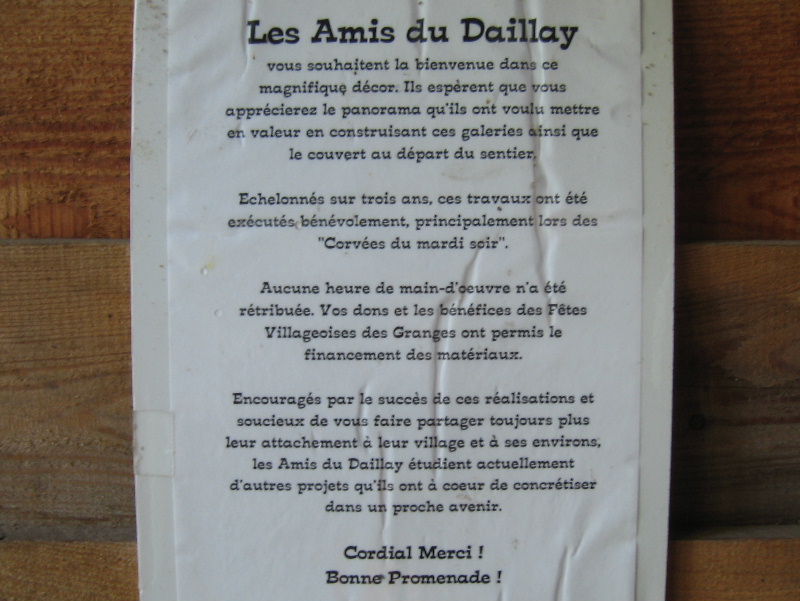 Les Amis du Daillay
vous souhaitent la bienvenue dans ce
magnifique décor. Ils espèrent que vous
apprécierez le panorama qu'ils ont voulu mettre
en valeur en construisant ces galeries ainsi que
le couvert au départ du sentier.
Echelonnés sur trois ans, ces travaux ont été
exécutés bénévolement, principalement lors des
"Corvées du mardi soir".
Aucune heure de main-d'oeuvre n'a été
rétribuée. Vos dons et les bénéfices des Fêtes
Villageoises des Granges ont permis le
financement des matériaux.
Encouragés par le succès de ces réalisations et
soucieux de vous faire partager toujours plus
leur attachement à leur village et à ses environs,
les Amis du Daillay étudient actuellement
d'autres projets qu'ils ont à coeur de concrétiser
dans un proche avenir.
Cordial Merci !
Bonne Promenade !